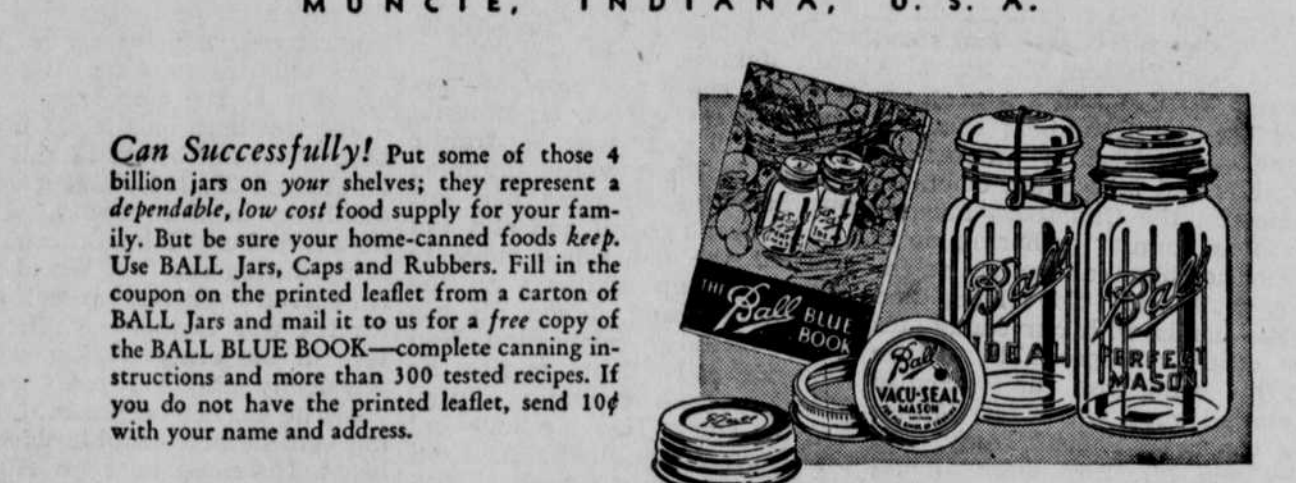 MUNCIE, INDIANA, U. S. A.
Can Successfully! Put some of those 4
billion jars on your shelves; they represent a
dependable, low cost food supply for your fam-
ily. But be sure your home-canned foods keep.
Use BALL Jars, Caps and Rubbers. Fill in the
coupon on the printed leaflet from a carton of
BALL Jars and mail it to us for a free copy of
the BALL BLUE BOOK—complete canning in-
structions and more than 300 tested recipes. If
you do not have the printed leaflet, send 10¢
with your name and address.
THE Ball BLUE
BOOK
Ball
IDEAL
Ball
PERFECT
MASON
Ball
VACU-SEAL
MASON